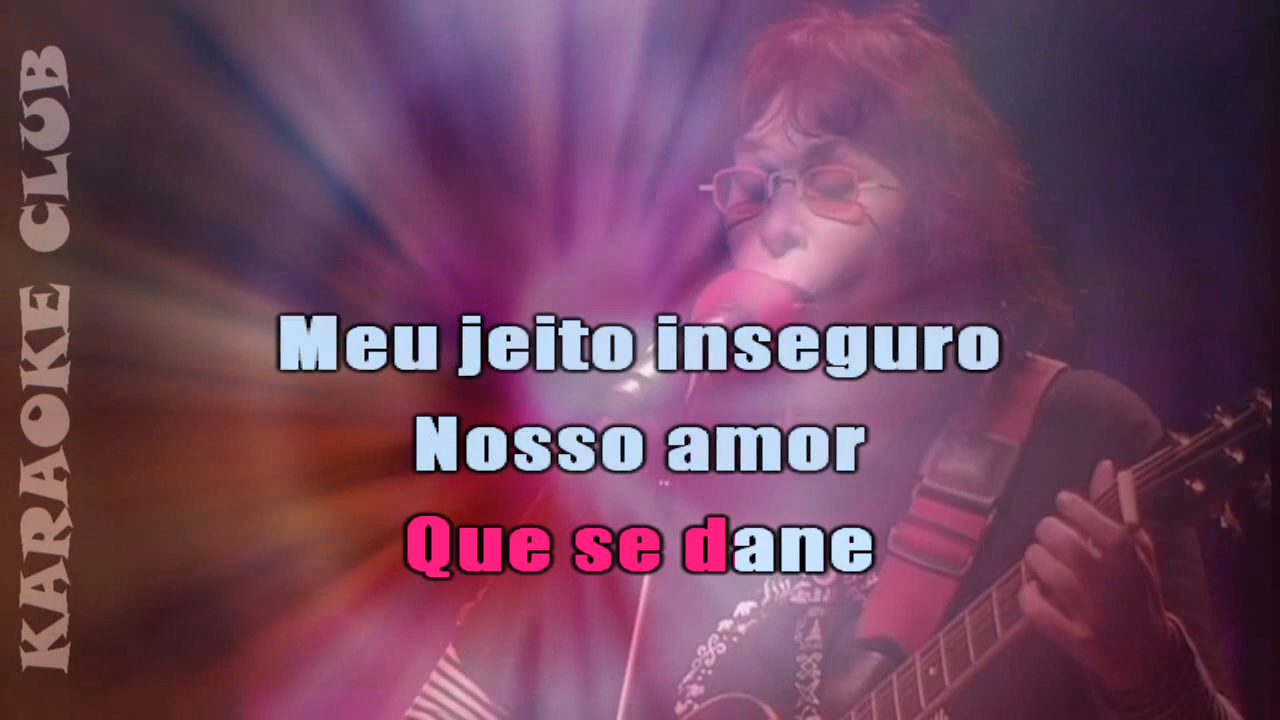 KARAOKE CLUB
Meu jeito inseguro
Nosso amor
Que se dane